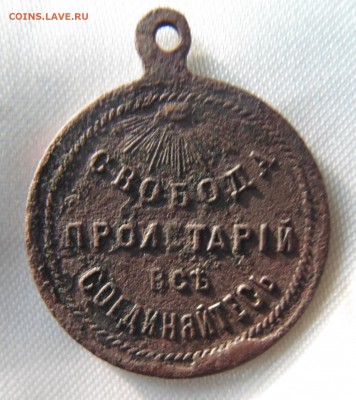 COINS.LAVE.RU
СВОБОДА
ПРОЛЕТАРІЙ
ВСѢ
СОЕДИНЯЙТЕСЬ